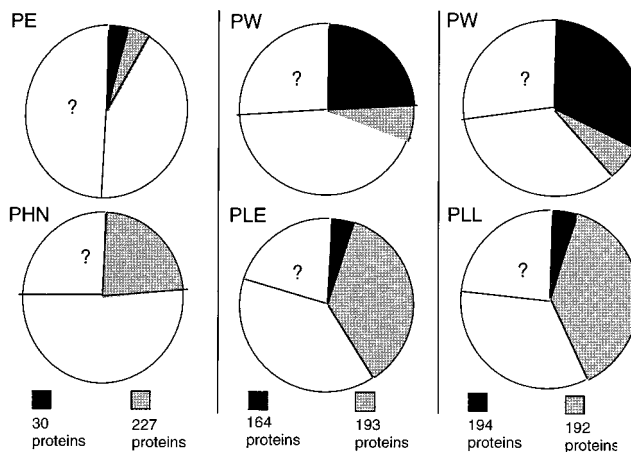 PE
PW
PW
?
?
?
PHN
PLE
PLL
?
?
?
30
proteins
227
proteins
164
proteins
193
proteins
194
proteins
192
proteins